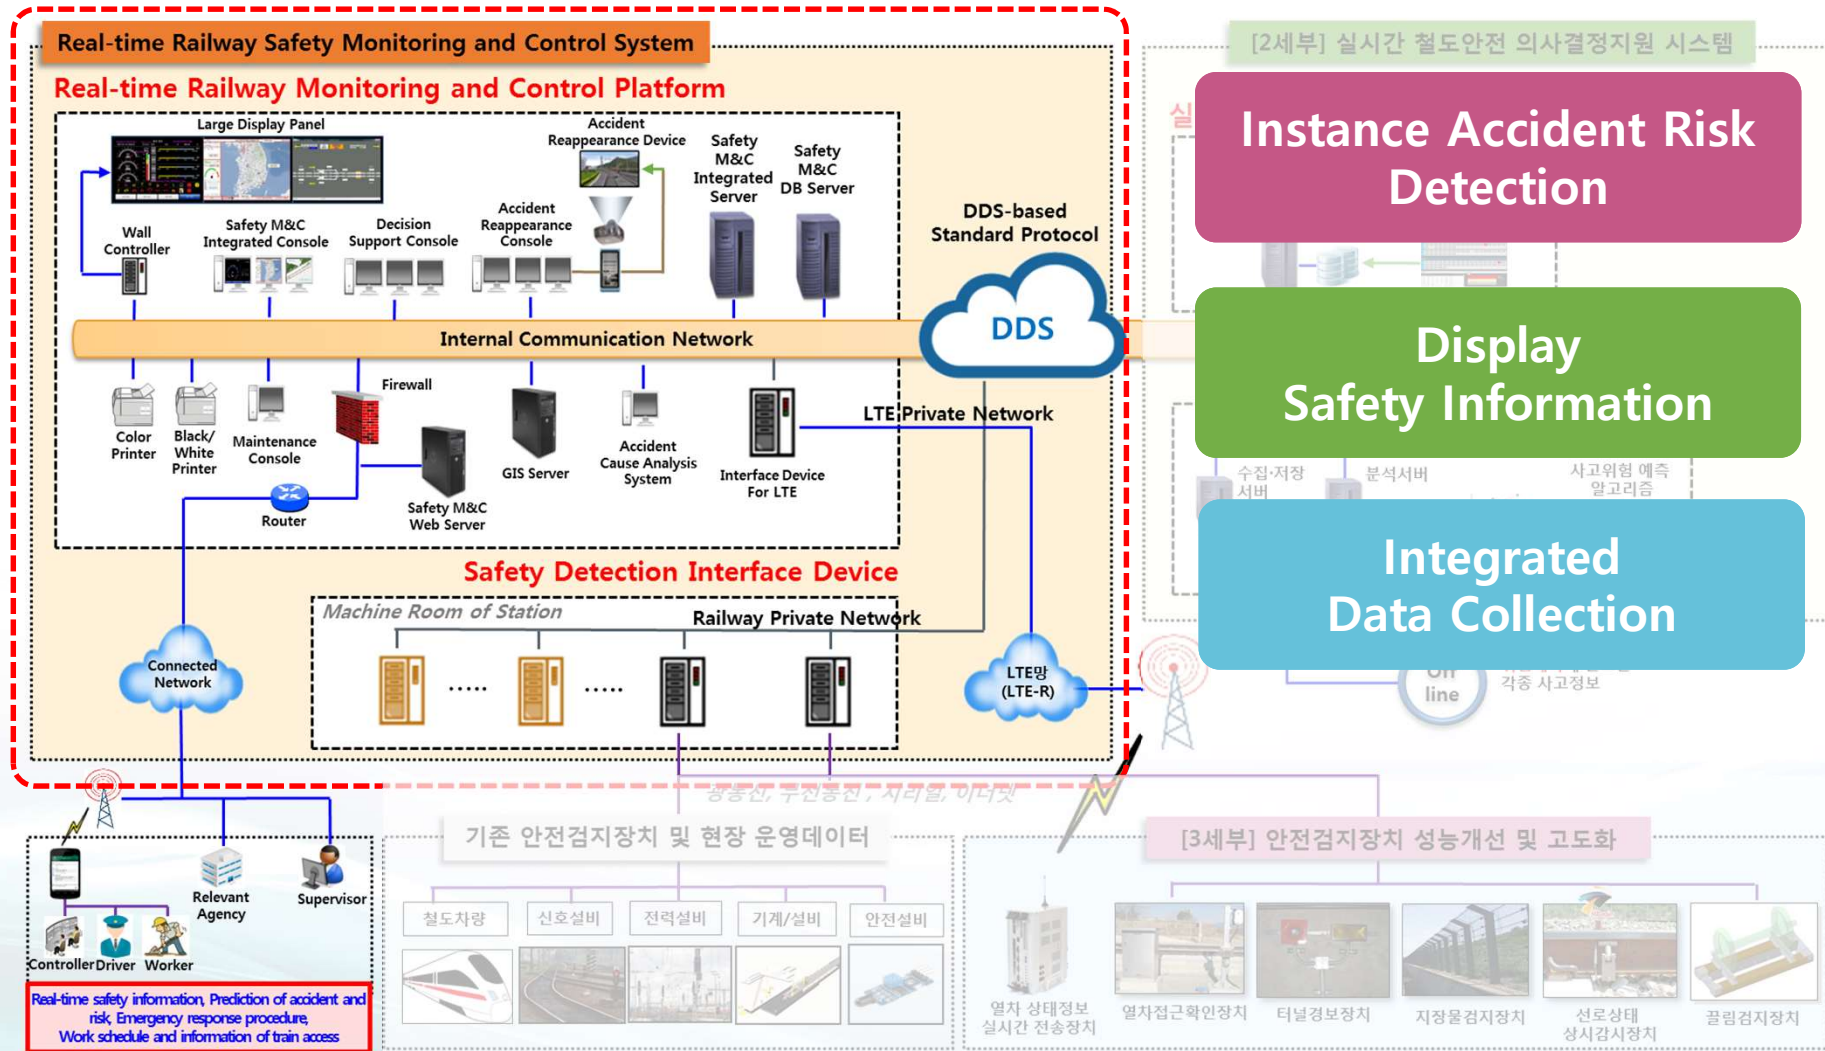 Real-time Railway Safety Monitoring and Control System
Real-time Railway Monitoring and Control Platform
Large Display Panel
Accident
Reappearance Device
Safety
M&C
Integrated
Server
Safety
M&C
DB Server
Wall
Controller
Safety M&C
Integrated Console
Decision
Support Console
Accident
Reappearance
Console
DDS-based
Standard Protocol
DDS
Internal Communication Network
Color
Printer
Black/
White
Printer
Maintenance
Console
Firewall
Router
Safety M&C
Web Server
GIS Server
Accident
Cause Analysis
System
Interface Device
For LTE
LTE Private Network
Safety Detection Interface Device
Machine Room of Station
Railway Private Network
Connected
Network
LTE망
(LTE-R)
[2세부] 실시간 철도안전 의사결정지원 시스템
실
Instance Accident Risk
Detection
Display
Safety Information
수집·저장
서버
분석서버
사고위험 예측
알고리즘
Integrated
Data Collection
Off
line
각종 사고정보
Relevant
Agency
Supervisor
Controller
Driver
Worker
Real-time safety information, Prediction of accident and
risk, Emergency response procedure,
Work schedule and information of train access
기존 안전검지장치 및 현장 운영데이터
철도차량
신호설비
전력설비
기계/설비
안전설비
[3세부] 안전검지장치 성능개선 및 고도화
열차 상태정보
실시간 전송장치
열차접근확인장치
터널경보장치
지장물검지장치
선로상태
상시감시장치
끌림검지장치